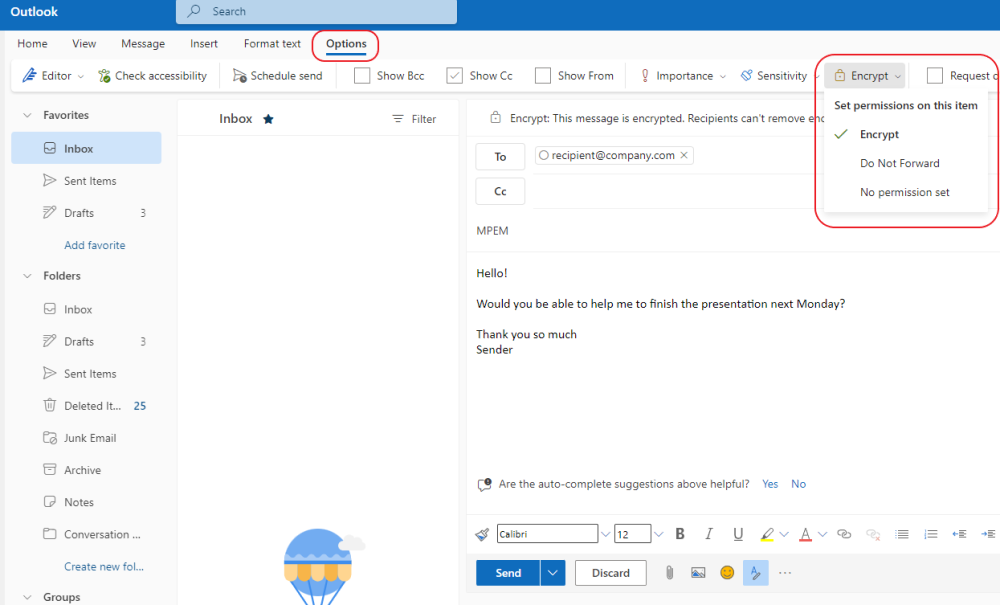 Outlook
Search
Home View Message Insert Format text Options
Editor Check accessibility Schedule send Show Bcc Show Cc Show From Importance Sensitivity Encrypt Request
Set permissions on this item
Encrypt
Do Not Forward
No permission set
Favorites
Inbox
Sent Items
Drafts 3
Add favorite
Folders
Inbox
Drafts 3
Sent Items
Deleted It... 25
Junk Email
Archive
Notes
Conversation ...
Create new fol...
Groups
Inbox Filter
Encrypt: This message is encrypted. Recipients can't remove
To recipient@company.com
Cc
MPEM
Hello!
Would you be able to help me to finish the presentation next Monday?
Thank you so much
Sender
Are the auto-complete suggestions above helpful? Yes No
Calibri 12 B I U A
Send Discard